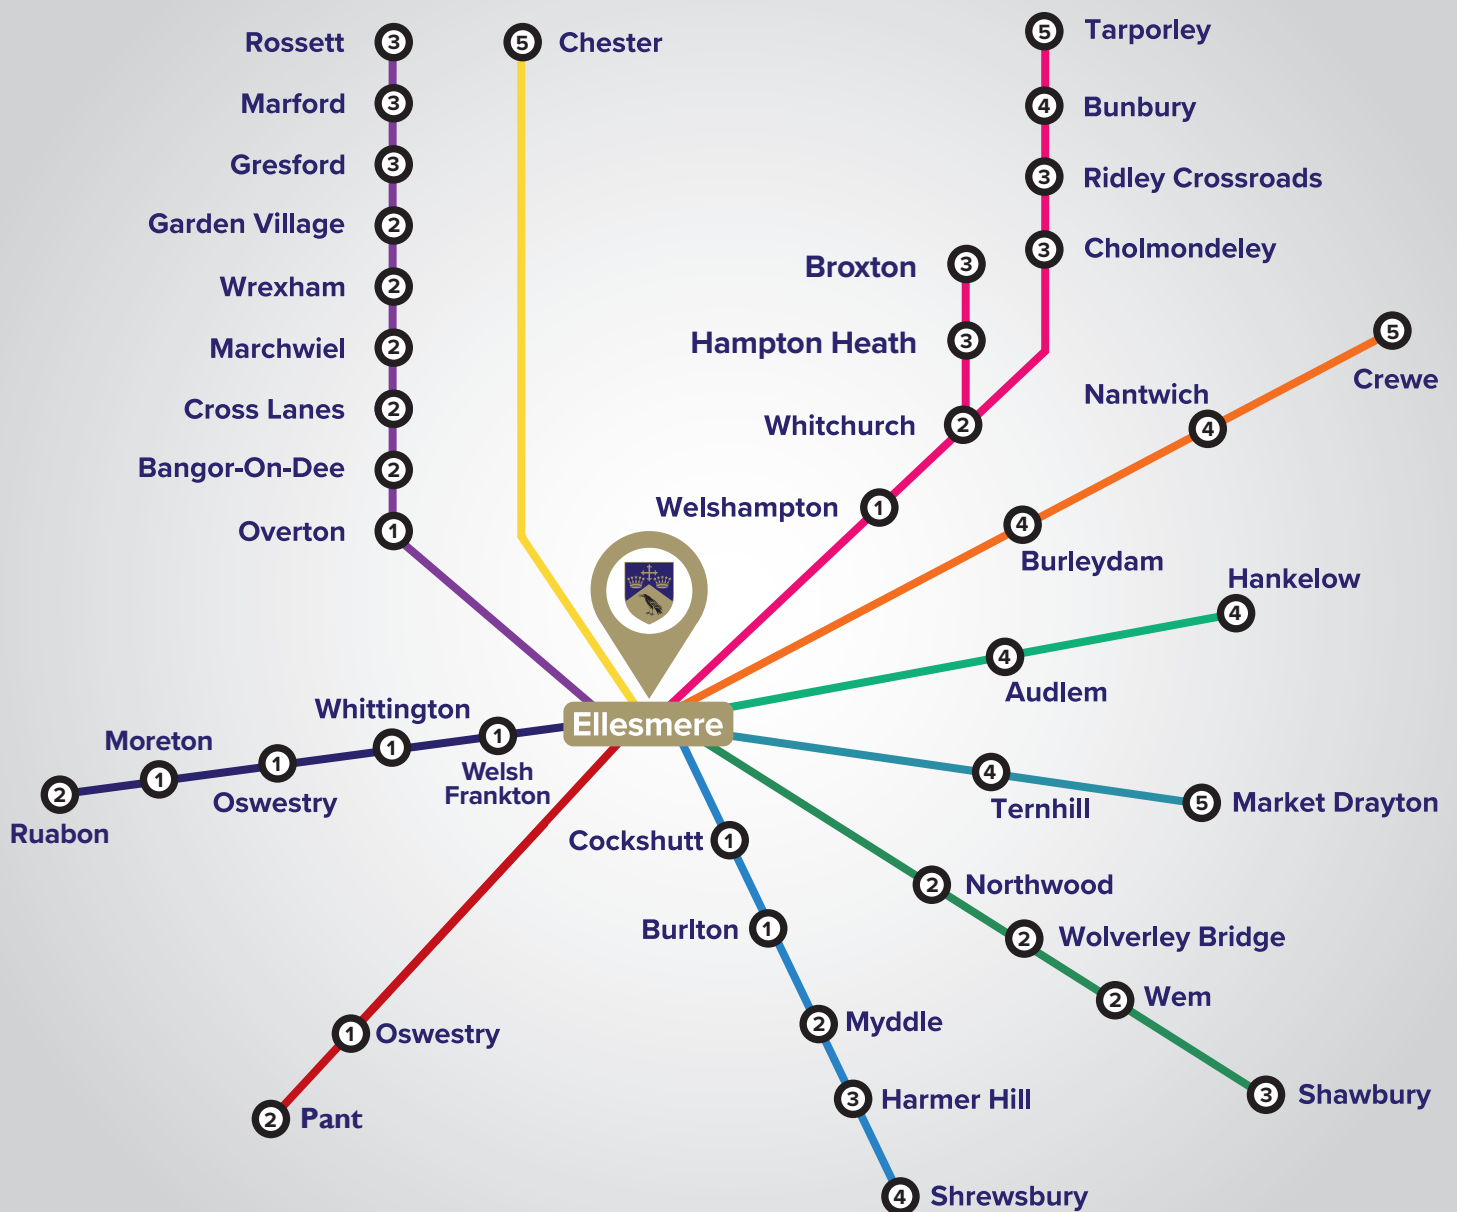 Rossett 3
5 Chester
5 Tarporley
Marford 3
4 Bunbury
Gresford 3
3 Ridley Crossroads
Garden Village 2
3 Cholmondeley
Broxton 3
Wrexham 2
5
Crewe
Hampton Heath 3
Marchwiel 2
Nantwich
4
Cross Lanes 2
Whitchurch 2
Bangor-On-Dee 2
Welshampton 1
Overton 1
4
Burleydam
Hankelow
4
4
Audlem
Ellesmere
Whittington
1
1
Welsh
Frankton
Moreton
1
1
Oswestry
2
Ruabon
4
Ternhill
5 Market Drayton
Cockshutt 1
2 Northwood
Burlton 1
2 Wolverley Bridge
2 Wem
2 Myddle
1 Oswestry
3 Harmer Hill
3 Shawbury
2 Pant
4 Shrewsbury